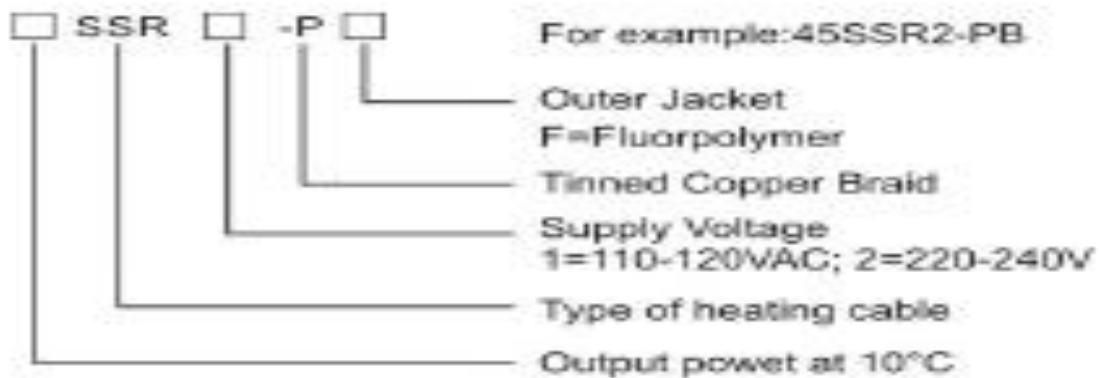 □ SSR □ -P □ For example:45SSR2-PB
Outer Jacket
F=Fluorpolymer
Tinned Copper Braid
Supply Voltage
1=110-120VAC; 2=220-240V
Type of heating cable
Output powet at 10°C